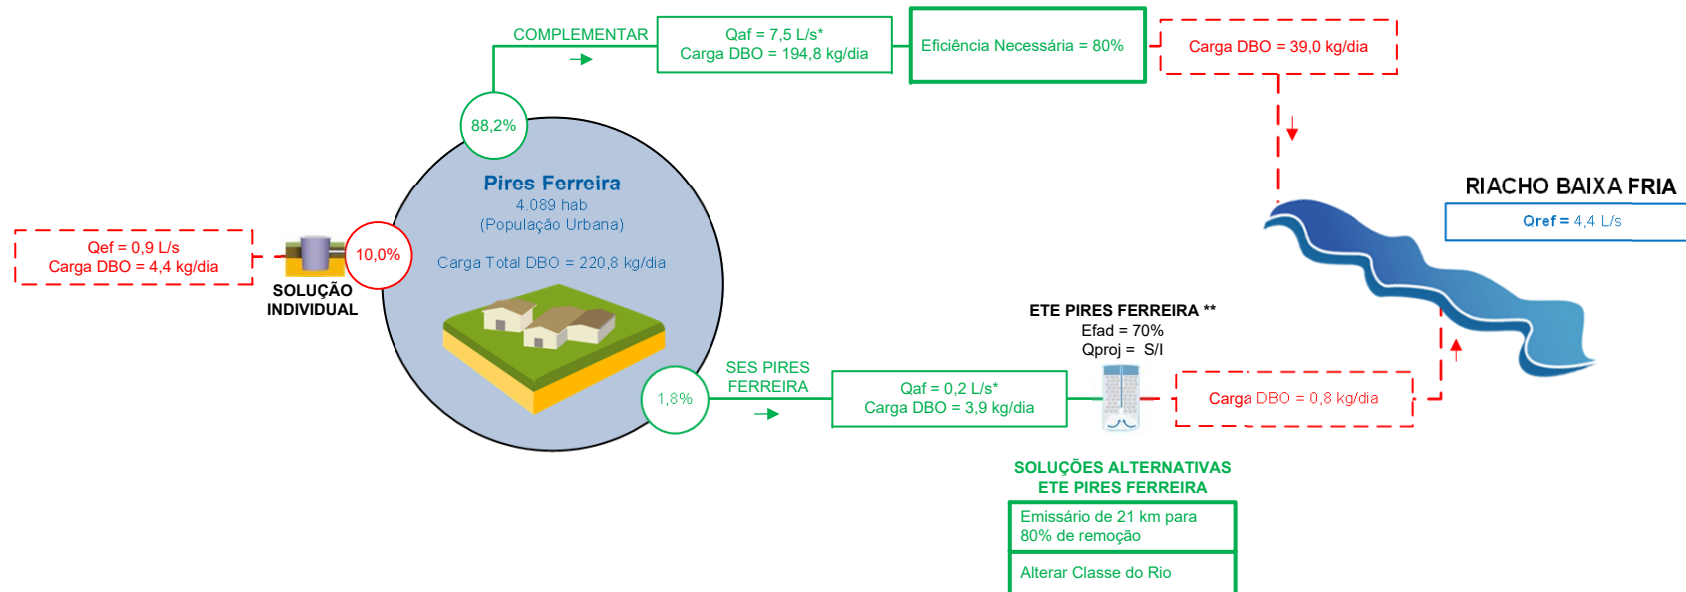 COMPLEMENTAR
Qaf = 7,5 L/s*
Carga DBO = 194,8 kg/dia
Eficiência Necessária = 80%
Carga DBO = 39,0 kg/dia
88,2%
Pires Ferreira
4.089 hab
(População Urbana)
Carga Total DBO = 220,8 kg/dia
RIACHO BAIXA FRIA
Qref = 4,4 L/s
Qef = 0,9 L/s
Carga DBO = 4,4 kg/dia
10,0%
SOLUÇÃO
INDIVIDUAL
ETE PIRES FERREIRA **
Efad = 70%
Qproj = S/I
SES PIRES
FERREIRA
1,8%
Qaf = 0,2 L/s*
Carga DBO = 3,9 kg/dia
Carga DBO = 0,8 kg/dia
SOLUÇÕES ALTERNATIVAS
ETE PIRES FERREIRA
Emissário de 21 km para
80% de remoção
Alterar Classe do Rio